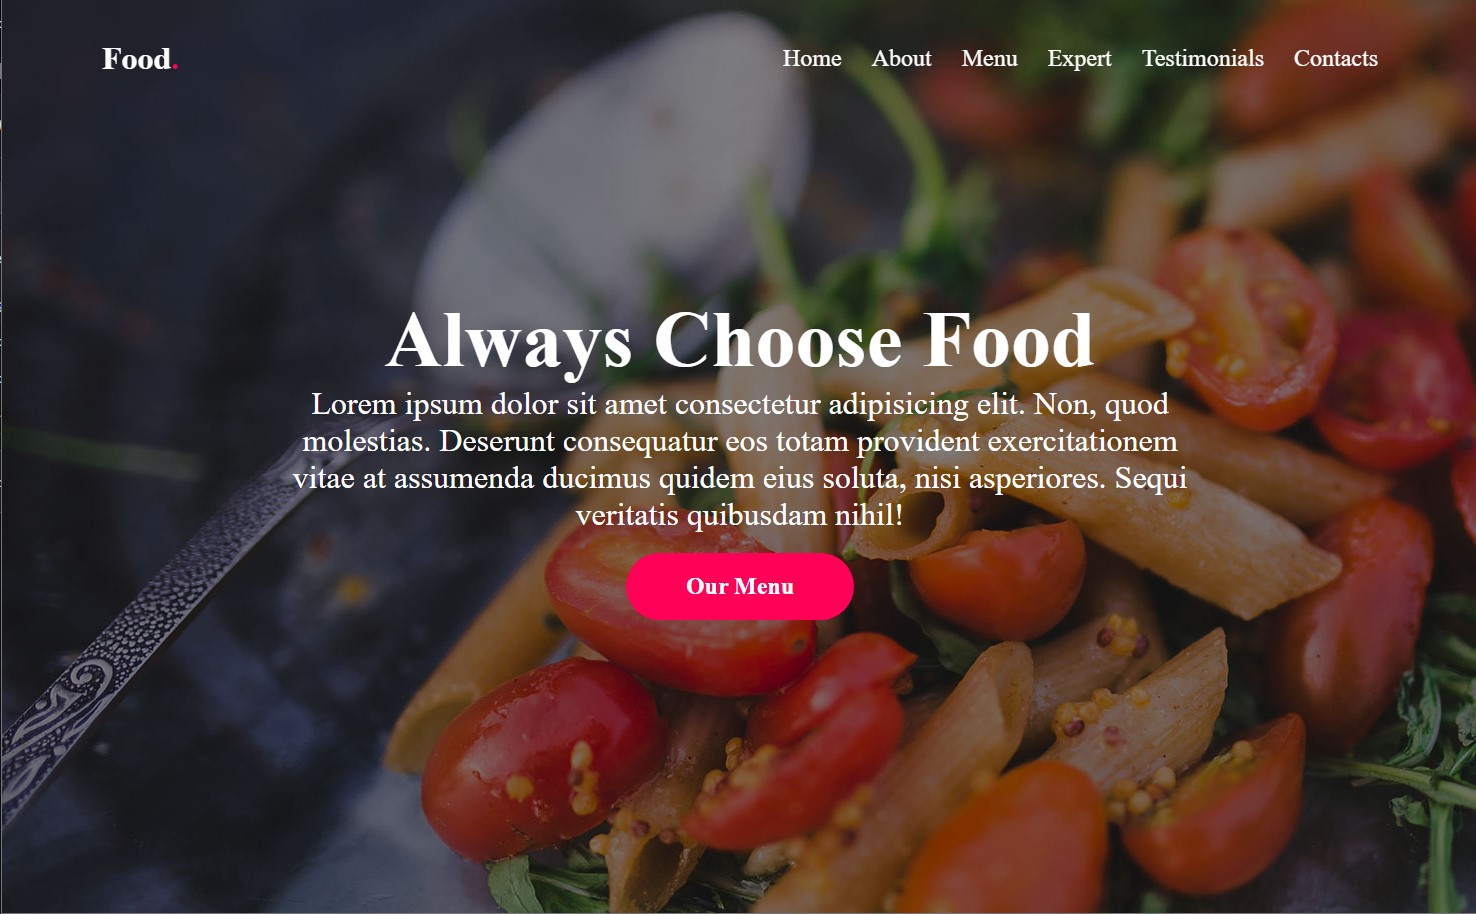 Food.
Home About Menu Expert Testimonials Contacts
Always Choose Food
Lorem ipsum dolor sit amet consectetur adipisicing elit. Non, quod
molestias. Deserunt consequatur eos totam provident exercitationem
vitae at assumenda ducimus quidem eius soluta, nisi asperiores. Sequi
veritatis quibusdam nihil!
Our Menu